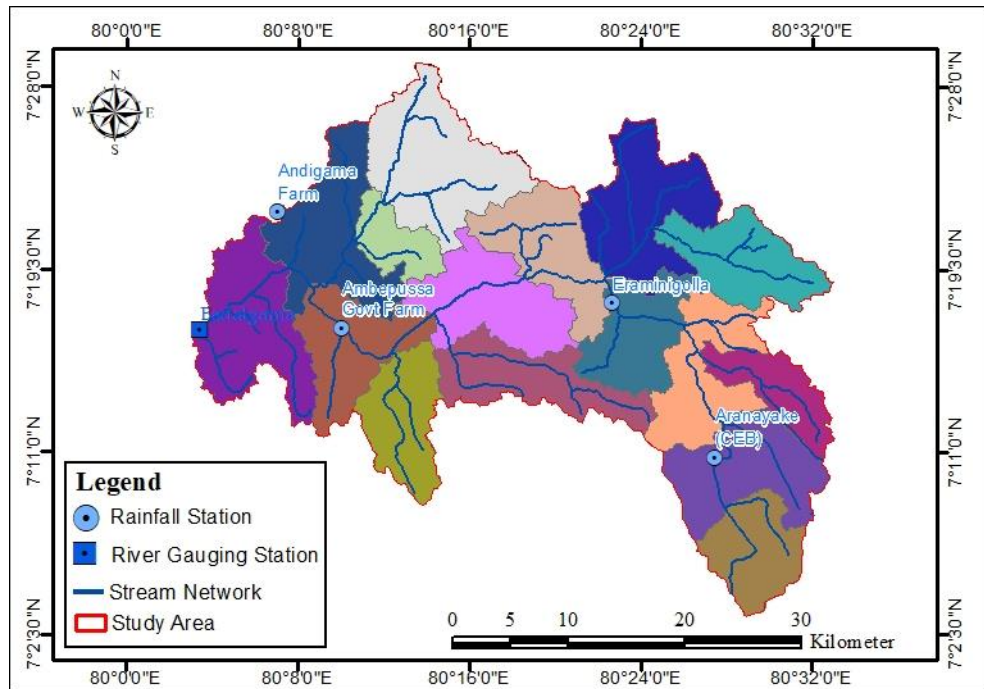 80°0'0"E 80°8'0"E 80°16'0"E 80°24'0"E 80°32'0"E
7°28'0"N 7°28'0"N
N
W E
S
Andigama
Farm
7°19'30"N 7°19'30"N
Eraminigolla
Ambepussa
Govt Farm
Aranayake
(CEB)
7°11'0"N 7°11'0"N
Legend
Rainfall Station
River Gauging Station
Stream Network
Study Area
0 5 10 20 30
Kilometer
7°2'30"N 7°2'30"N
80°0'0"E 80°8'0"E 80°16'0"E 80°24'0"E 80°32'0"E